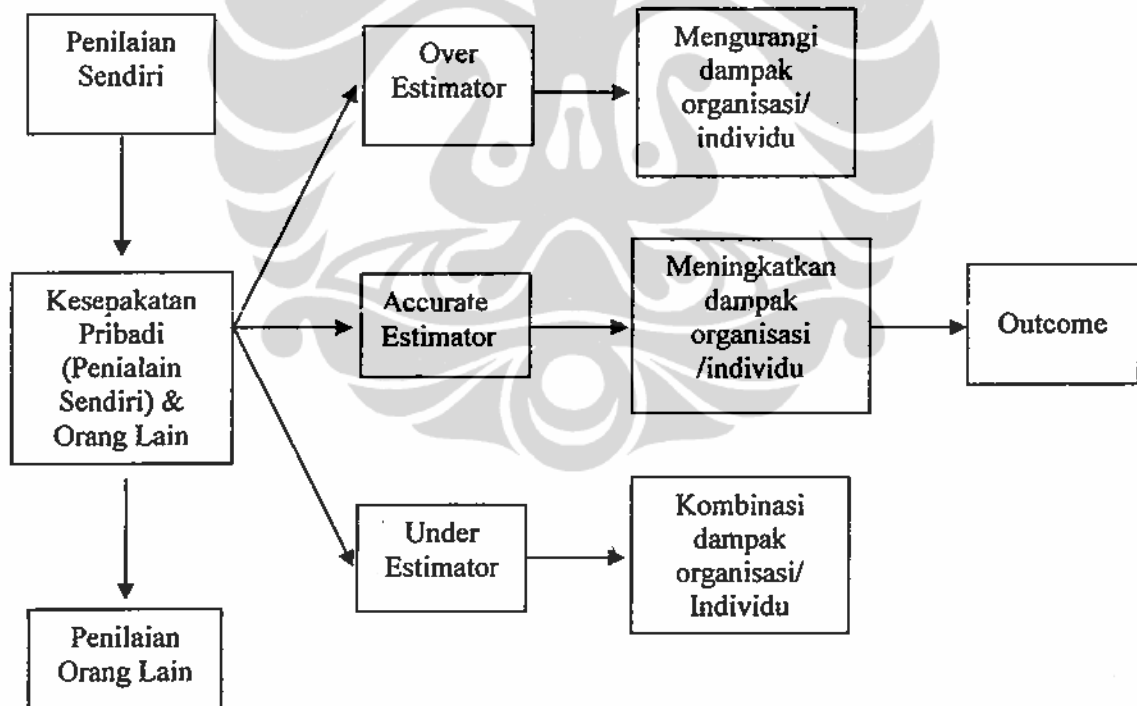 Penilaian
Sendiri
Over
Estimator
Mengurangi
dampak
organisasi/
individu
Kesepakatan
Pribadi
(Penialain
Sendiri) &
Orang Lain
Accurate
Estimator
Meningkatkan
dampak
organisasi
/individu
Outcome
Under
Estimator
Kombinasi
dampak
organisasi/
Individu
Penilaian
Orang Lain